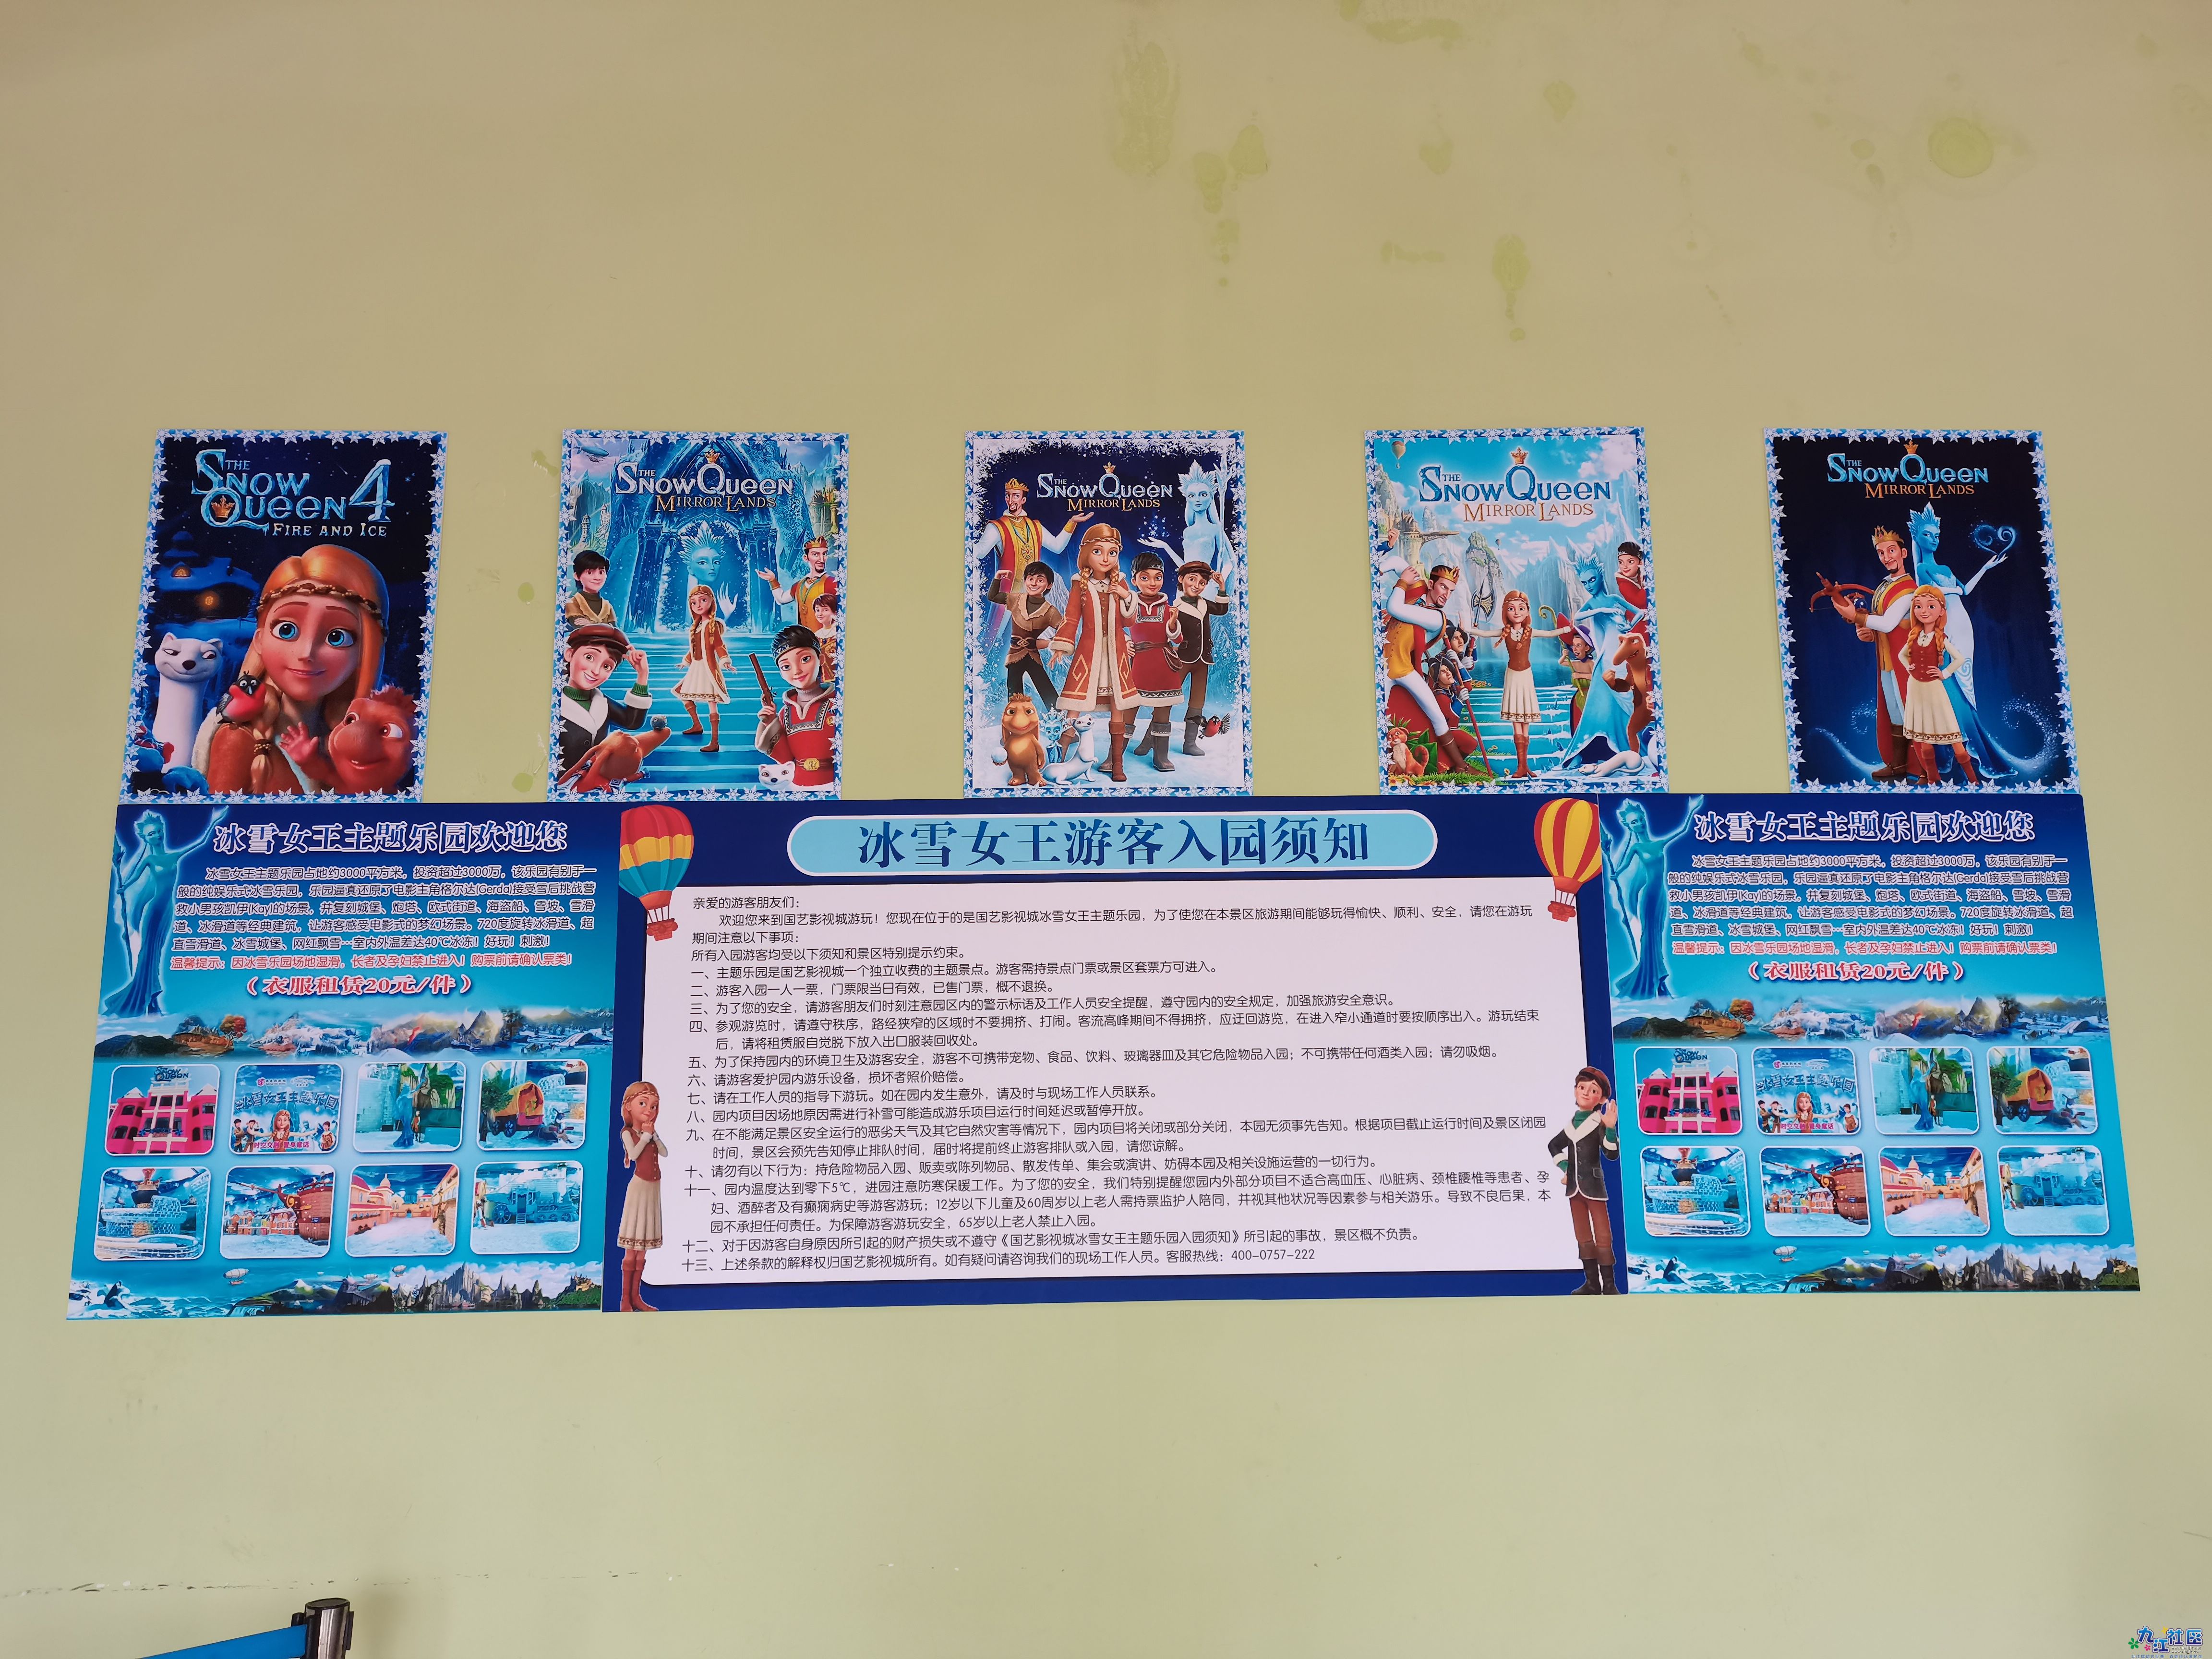 THE
SNOW
QUEEN 4
FIRE AND ICE
THE
SNOW QUEEN
MIRROR LANDS
THE
SNOW QUEEN
MIRROR LANDS
THE
SNOW QUEEN
MIRROR LANDS
THE
SNOW QUEEN
MIRROR LANDS
冰雪女王主题乐园欢迎您
冰雪女王主题乐园占地约3000平方米，投资超过3000万，该乐园有别于一
般的纯娱乐式冰雪乐园，乐园逼真还原了电影主角格尔达(Gerda)接受雪后挑战营
救小男孩凯伊(Kay)的场景，并复刻城堡、炮塔、欧式街道、海盗船、雪坡、雪滑
道、冰滑道等经典建筑，让游客感受电影式的梦幻场景。720度旋转冰滑道、超
直雪滑道、冰雪城堡、网红飘雪…室内外温差达40℃冰冻！好玩！刺激！
温馨提示：因冰雪乐园场地湿滑，长者及孕妇禁止进入！购票前请确认票类！
（衣服租赁20元/件）
SNOW
QUEEN
冰雪女王主题乐园
冰雪女王游客入园须知
亲爱的游客朋友们：
欢迎您来到国艺影视城游玩！您现在位于的是国艺影视城冰雪女王主题乐园，为了使您在本景区旅游期间能够玩得愉快、顺利、安全，请您在游玩
期间注意以下事项：
所有入园游客均受以下须知和景区特别提示约束。
一、主题乐园是国艺影视城一个独立收费的主题景点。游客需持景点门票或景区套票方可进入。
二、游客入园一人一票，门票限当日有效，已售门票，概不退换。
三、为了您的安全，请游客朋友们时刻注意园区内的警示标语及工作人员安全提醒，遵守园内的安全规定，加强旅游安全意识。
四、参观游览时，请遵守秩序，路经狭窄的区域时不要拥挤、打闹。客流高峰期间不得拥挤，应迂回游览，在进入窄小通道时要按顺序出入。游玩结束
后，请将租赁服自觉脱下放入出口服装回收处。
五、为了保持园内的环境卫生及游客安全，游客不可携带宠物、食品、饮料、玻璃器皿及其它危险物品入园；不可携带任何酒类入园；请勿吸烟。
六、请游客爱护园内游乐设备，损坏者照价赔偿。
七、请在工作人员的指导下游玩。如在园内发生意外，请及时与现场工作人员联系。
八、园内项目因场地原因需进行补雪可能造成游乐项目运行时间延迟或暂停开放。
九、在不能满足景区安全运行的恶劣天气及其它自然灾害等情况下，园内项目将关闭或部分关闭，本园无须事先告知。根据项目截止运行时间及景区闭园
时间，景区会预先告知停止排队时间，届时将提前终止游客排队或入园，请您谅解。
十、请勿有以下行为：持危险物品入园、贩卖或陈列物品、散发传单、集会或演讲、妨碍本园及相关设施运营的一切行为。
十一、园内温度达到零下5℃，进园注意防寒保暖工作。为了您的安全，我们特别提醒您园内外部分项目不适合高血压、心脏病、颈椎腰椎等患者、孕
妇、酒醉者及有癫痫病史等游客游玩；12岁以下儿童及60周岁以上老人需持票监护人陪同，并视其他状况等因素参与相关游乐。导致不良后果，本
园不承担任何责任。为保障游客游玩安全，65岁以上老人禁止入园。
十二、对于因游客自身原因所引起的财产损失或不遵守《国艺影视城冰雪女王主题乐园入园须知》所引起的事故，景区概不负责。
十三、上述条款的解释权归国艺影视城所有。如有疑问请咨询我们的现场工作人员。客服热线：400-0757-222
冰雪女王主题乐园欢迎您
冰雪女王主题乐园占地约3000平方米，投资超过3000万，该乐园有别于一
般的纯娱乐式冰雪乐园，乐园逼真还原了电影主角格尔达(Gerda)接受雪后挑战营
救小男孩凯伊(Kay)的场景，并复刻城堡、炮塔、欧式街道、海盗船、雪坡、雪滑
道、冰滑道等经典建筑，让游客感受电影式的梦幻场景。720度旋转冰滑道、超
直雪滑道、冰雪城堡、网红飘雪…室内外温差达40℃冰冻！好玩！刺激！
温馨提示：因冰雪乐园场地湿滑，长者及孕妇禁止进入！购票前请确认票类！
（衣服租赁20元/件）
SNOW
QUEEN
冰雪女王主题乐园
九江社区